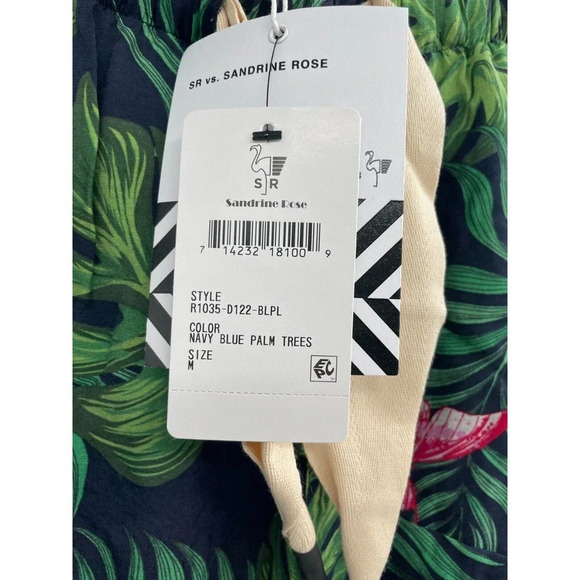 SR vs. SANDRINE ROSE
S R
Sandrine Rose
7 14232 18100 9
STYLE
R1035-D122-BLPL
COLOR
NAVY BLUE PALM TREES
SIZE
M
EPC